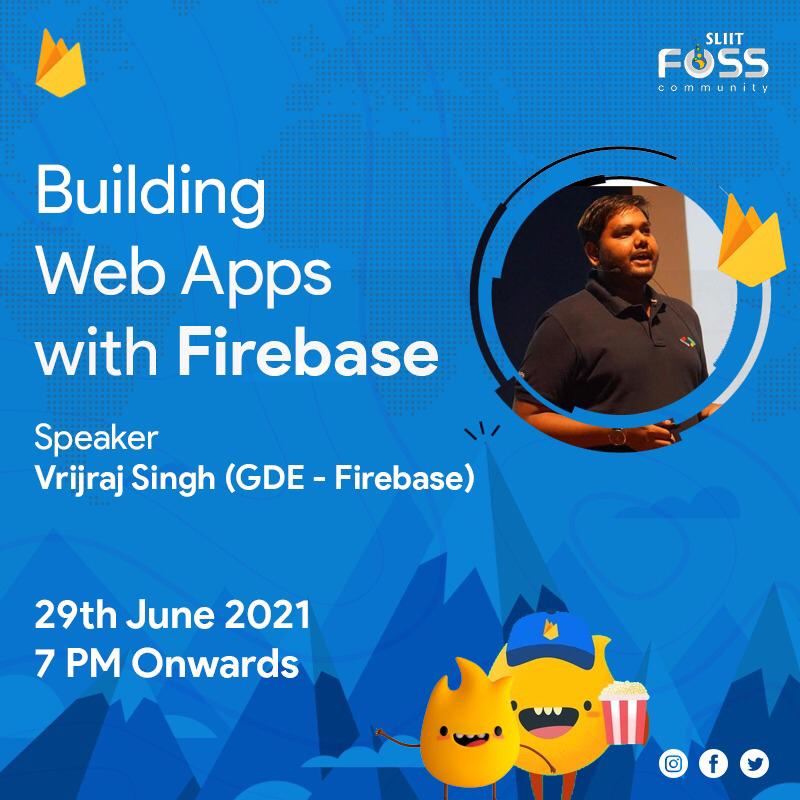 SLIIT
FOSS
community
Building
Web Apps
with Firebase
Speaker
Vrijraj Singh (GDE - Firebase)
29th June 2021
7 PM Onwards